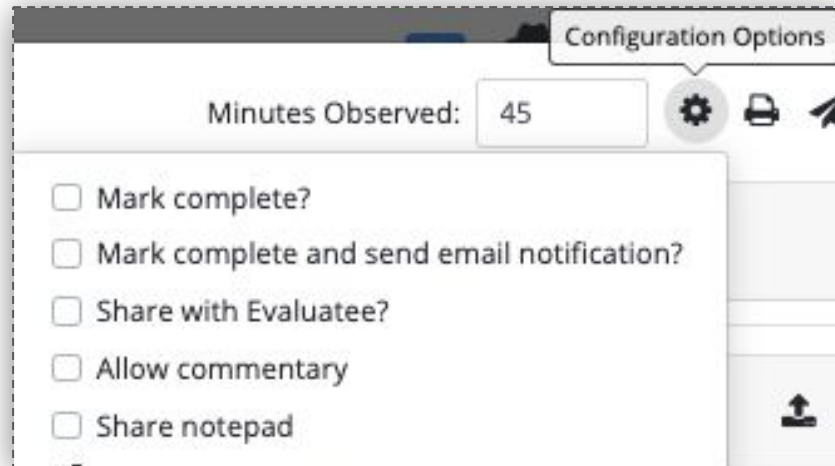 Configuration Options
Minutes Observed: 45
Mark complete?
Mark complete and send email notification?
Share with Evaluatee?
Allow commentary
Share notepad